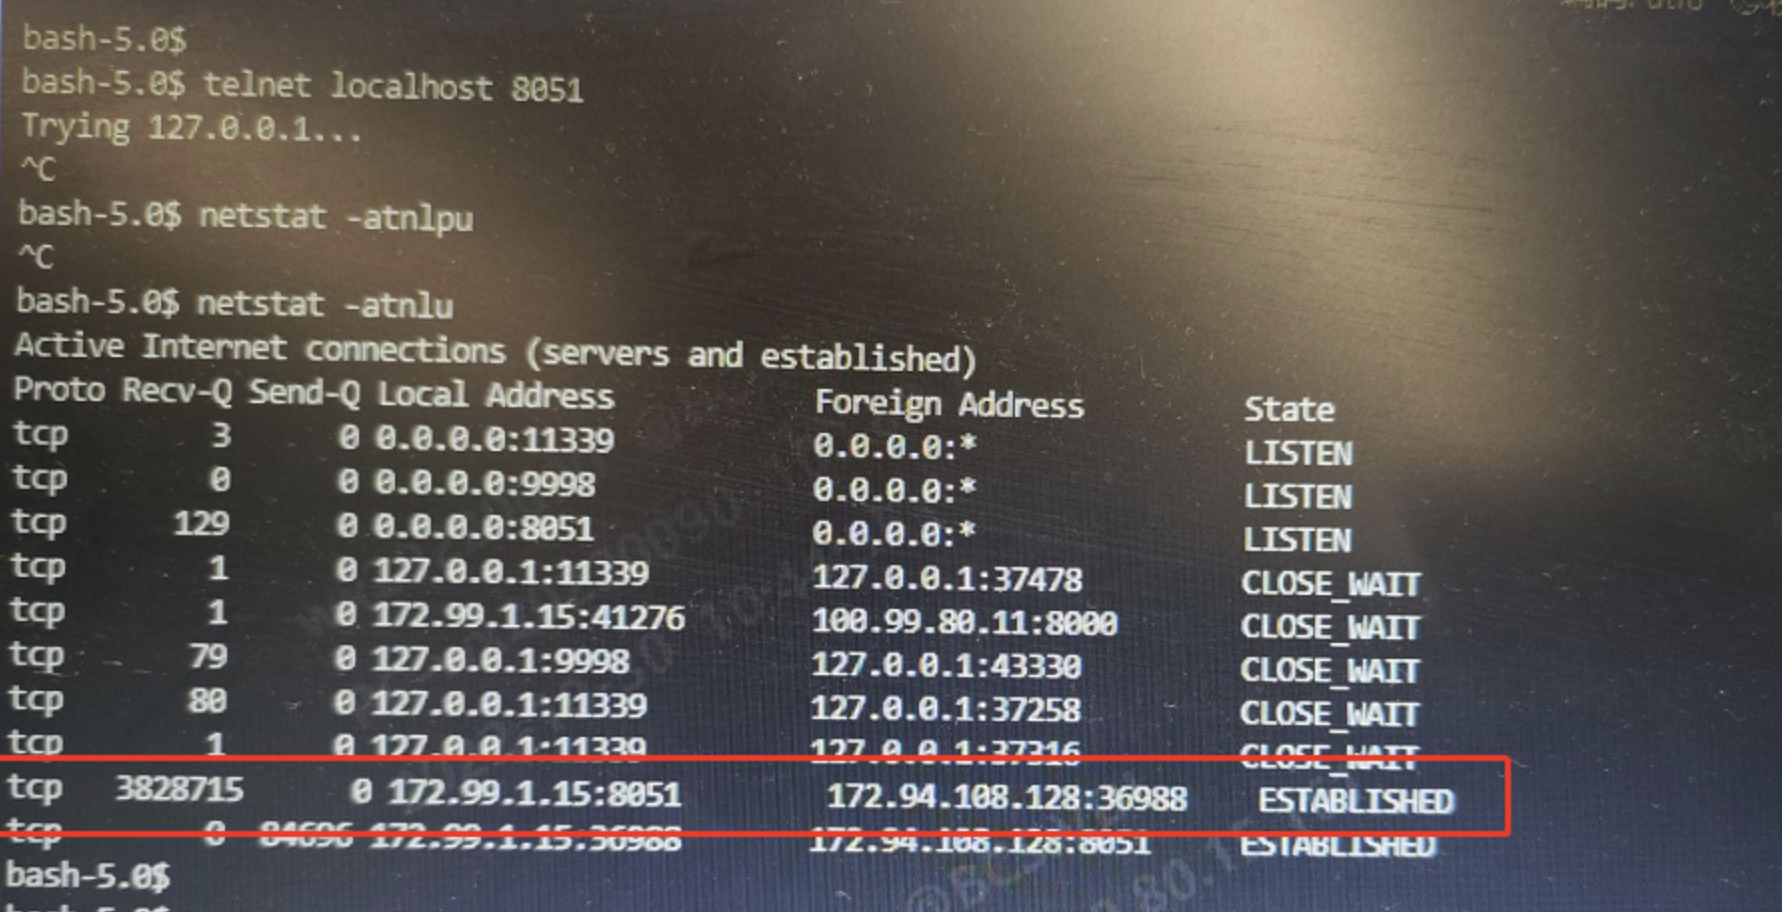 bash-5.0$
bash-5.0$ telnet localhost 8051
Trying 127.0.0.1...
^C
bash-5.0$ netstat -atnlpu
^C
bash-5.0$ netstat -atnlu
Active Internet connections (servers and established)
Proto Recv-Q Send-Q Local Address Foreign Address State
tcp 3 0 0.0.0.0:11339 0.0.0.0:* LISTEN
tcp 0 0 0.0.0.0:9998 0.0.0.0:* LISTEN
tcp 129 0 0.0.0.0:8051 0.0.0.0:* LISTEN
tcp 1 0 127.0.0.1:11339 127.0.0.1:37478 CLOSE_WAIT
tcp 1 0 172.99.1.15:41276 100.99.80.11:8000 CLOSE_WAIT
tcp 79 0 127.0.0.1:9998 127.0.0.1:43330 CLOSE_WAIT
tcp 80 0 127.0.0.1:11339 127.0.0.1:37258 CLOSE_WAIT
tcp 1 0 127.0.0.1:11339 127.0.0.1:37316 CLOSE_WAIT
tcp 3828715 0 172.99.1.15:8051 172.94.108.128:36988 ESTABLISHED
tcp 0 84696 172.99.1.15:36988 172.94.108.128:8051 ESTABLISHED
bash-5.0$